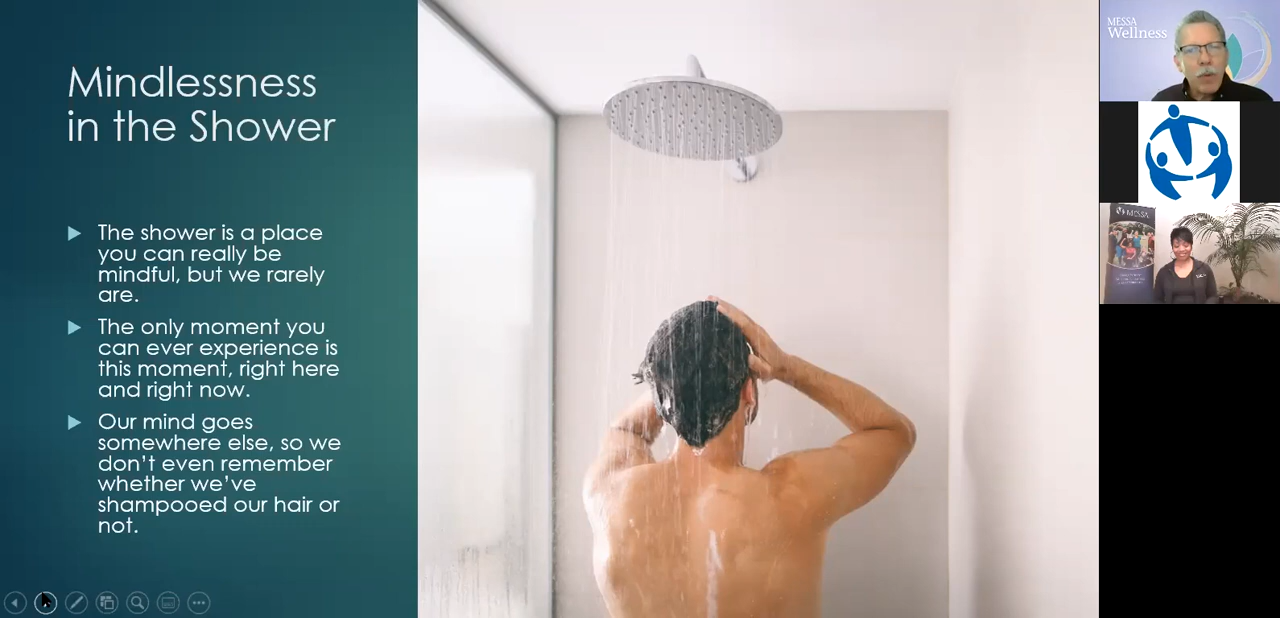 Mindlessness
in the Shower
The shower is a place
you can really be
mindful, but we rarely
are.
The only moment you
can ever experience is
this moment, right here
and right now.
Our mind goes
somewhere else, so we
don't even remember
whether we've
shampooed our hair or
not.
MESSA
Wellness
MESSA